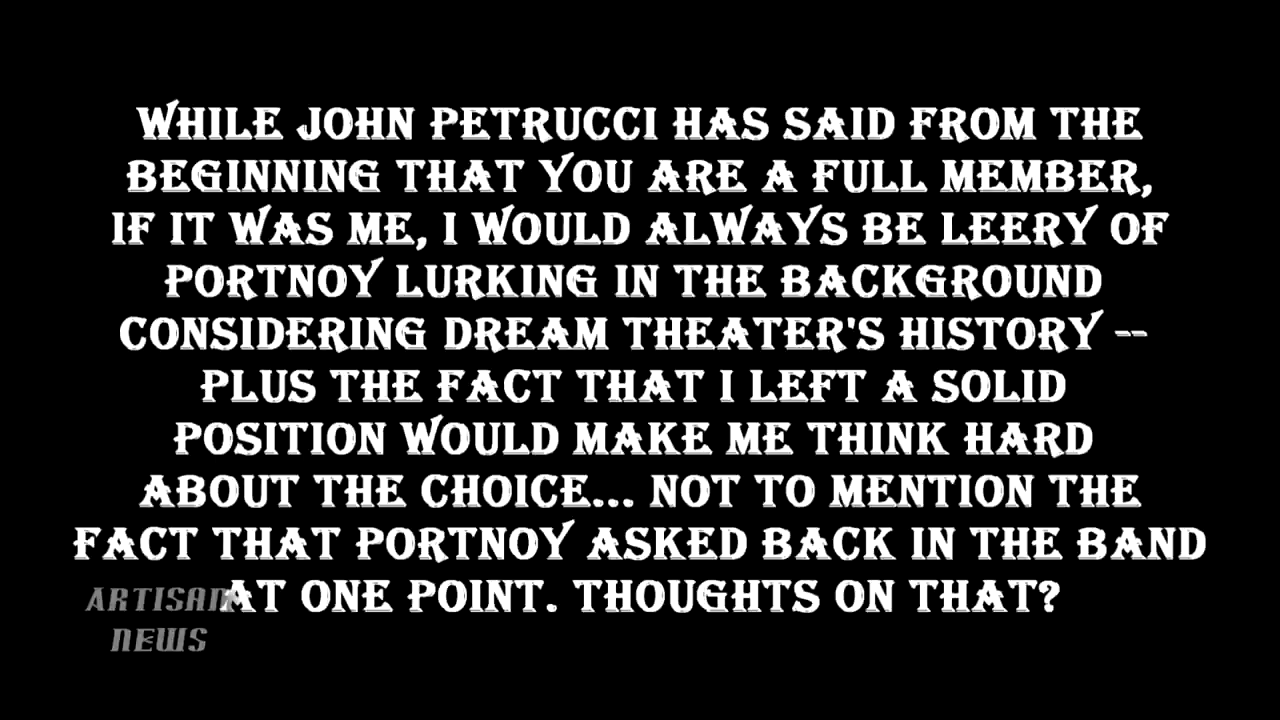 WHILE JOHN PETRUCCI HAS SAID FROM THE
BEGINNING THAT YOU ARE A FULL MEMBER,
IF IT WAS ME, I WOULD ALWAYS BE LEERY OF
PORTNOY LURKING IN THE BACKGROUND
CONSIDERING DREAM THEATER'S HISTORY --
PLUS THE FACT THAT I LEFT A SOLID
POSITION WOULD MAKE ME THINK HARD
ABOUT THE CHOICE... NOT TO MENTION THE
FACT THAT PORTNOY ASKED BACK IN THE BAND
AT ONE POINT. THOUGHTS ON THAT?
ARTISAN
NEWS